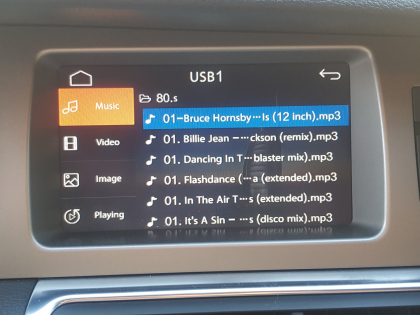 USB1
Music
80.s
01-Bruce Hornsby···ls (12 inch).mp3
Video
01. Billie Jean – ···ckson (remix).mp3
01. Dancing In T···blaster mix).mp3
Image
01. Flashdance (···a (extended).mp3
01. In The Air T···s (extended).mp3
Playing
01. It's A Sin – ···s (disco mix).mp3